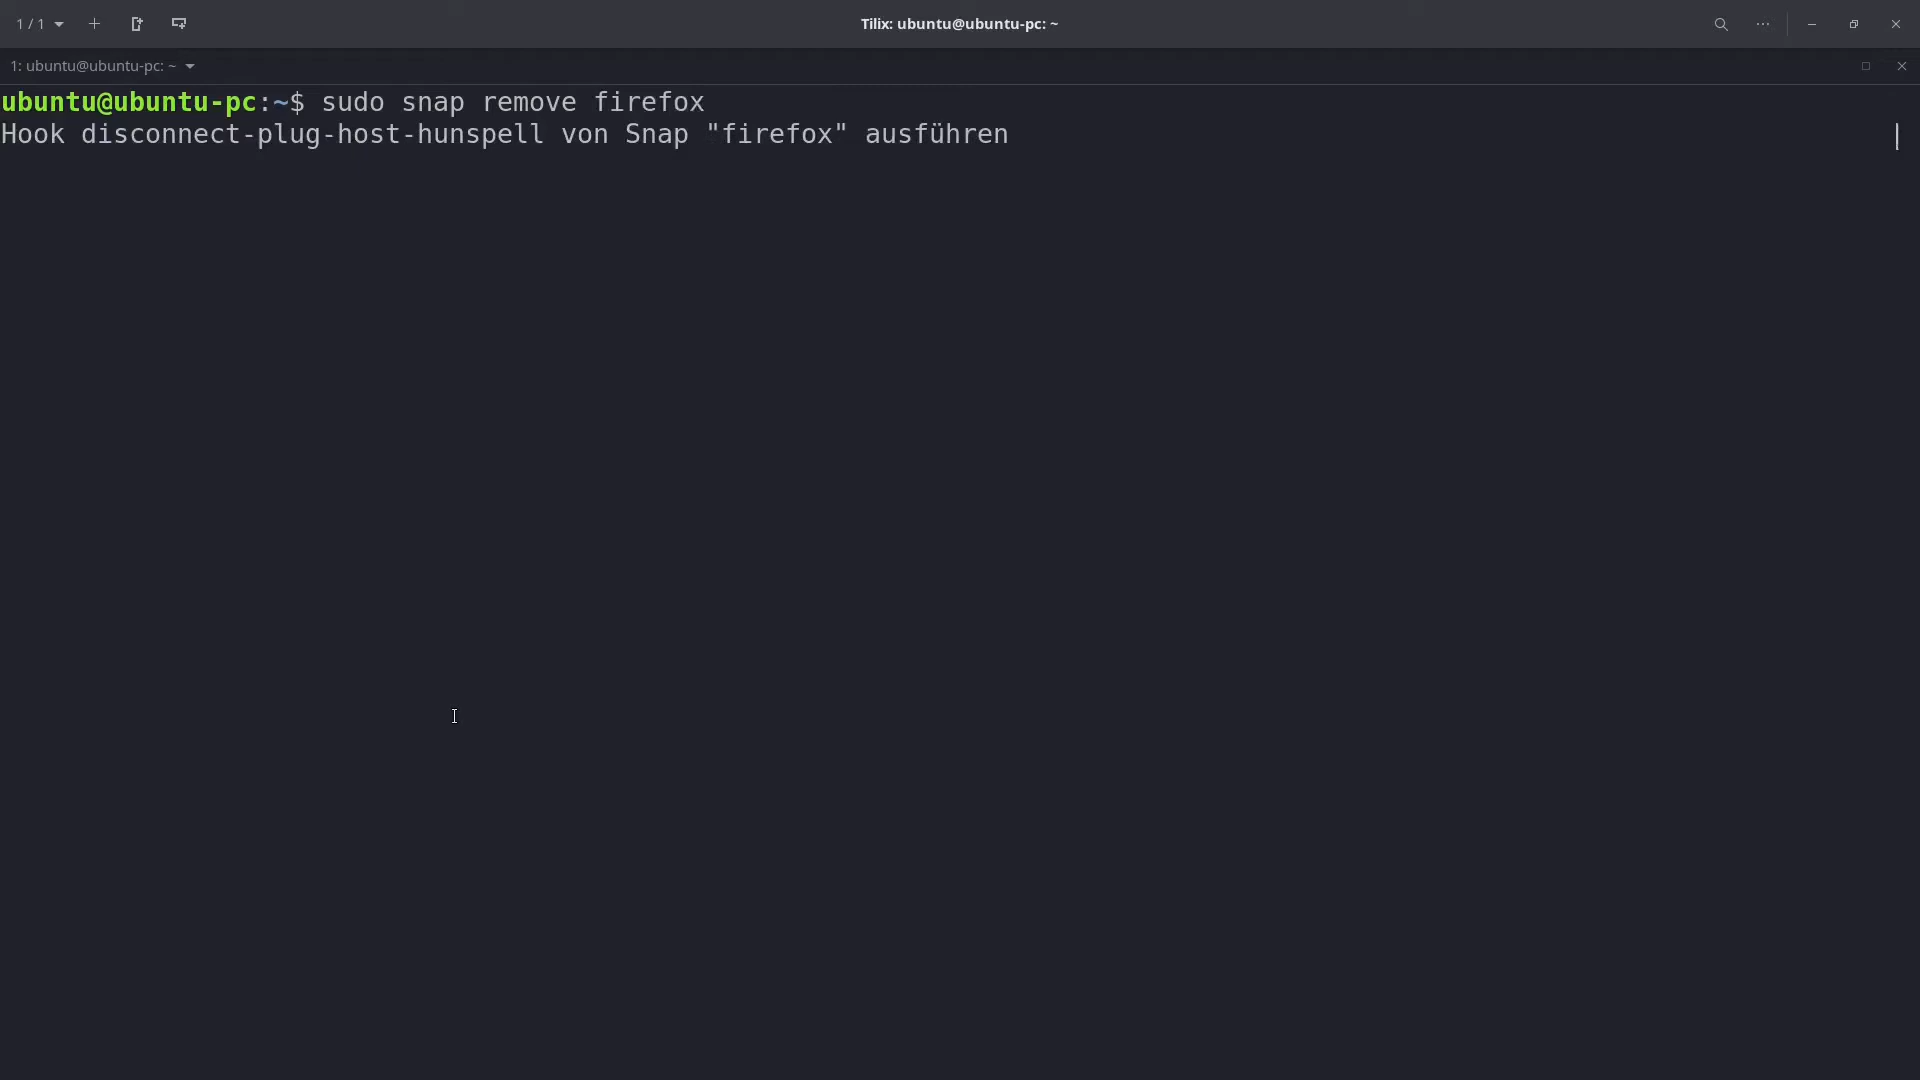 1 / 1
Tilix: ubuntu@ubuntu-pc: ~
1: ubuntu@ubuntu-pc: ~
ubuntu@ubuntu-pc:~$ sudo snap remove firefox
Hook disconnect-plug-host-hunspell von Snap "firefox" ausführen |